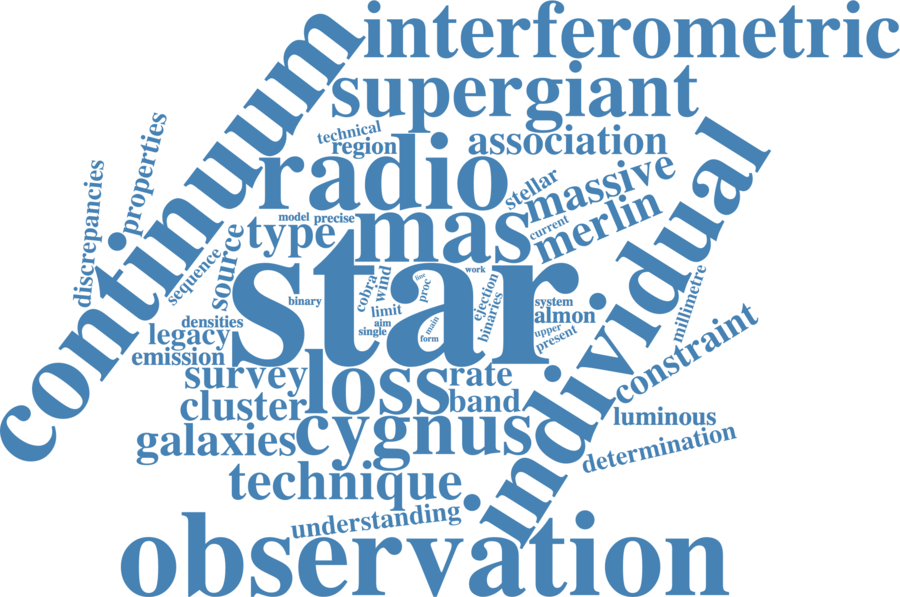 interferometric
continuum
supergiant
technical
region
association
properties
discrepancies
radio
stellar
massive
individual
model
precise
current
merlin
type
mas
source
sequence
star
cobra
wind
line
proc
work
ejection
binaries
millimetre
binary
limit
aim
single
main
form
system
almon
upper
present
densities
legacy
emission
constraint
survey
loss
rate
cluster
band
luminous
galaxies
cygnus
determination
technique
understanding
observation